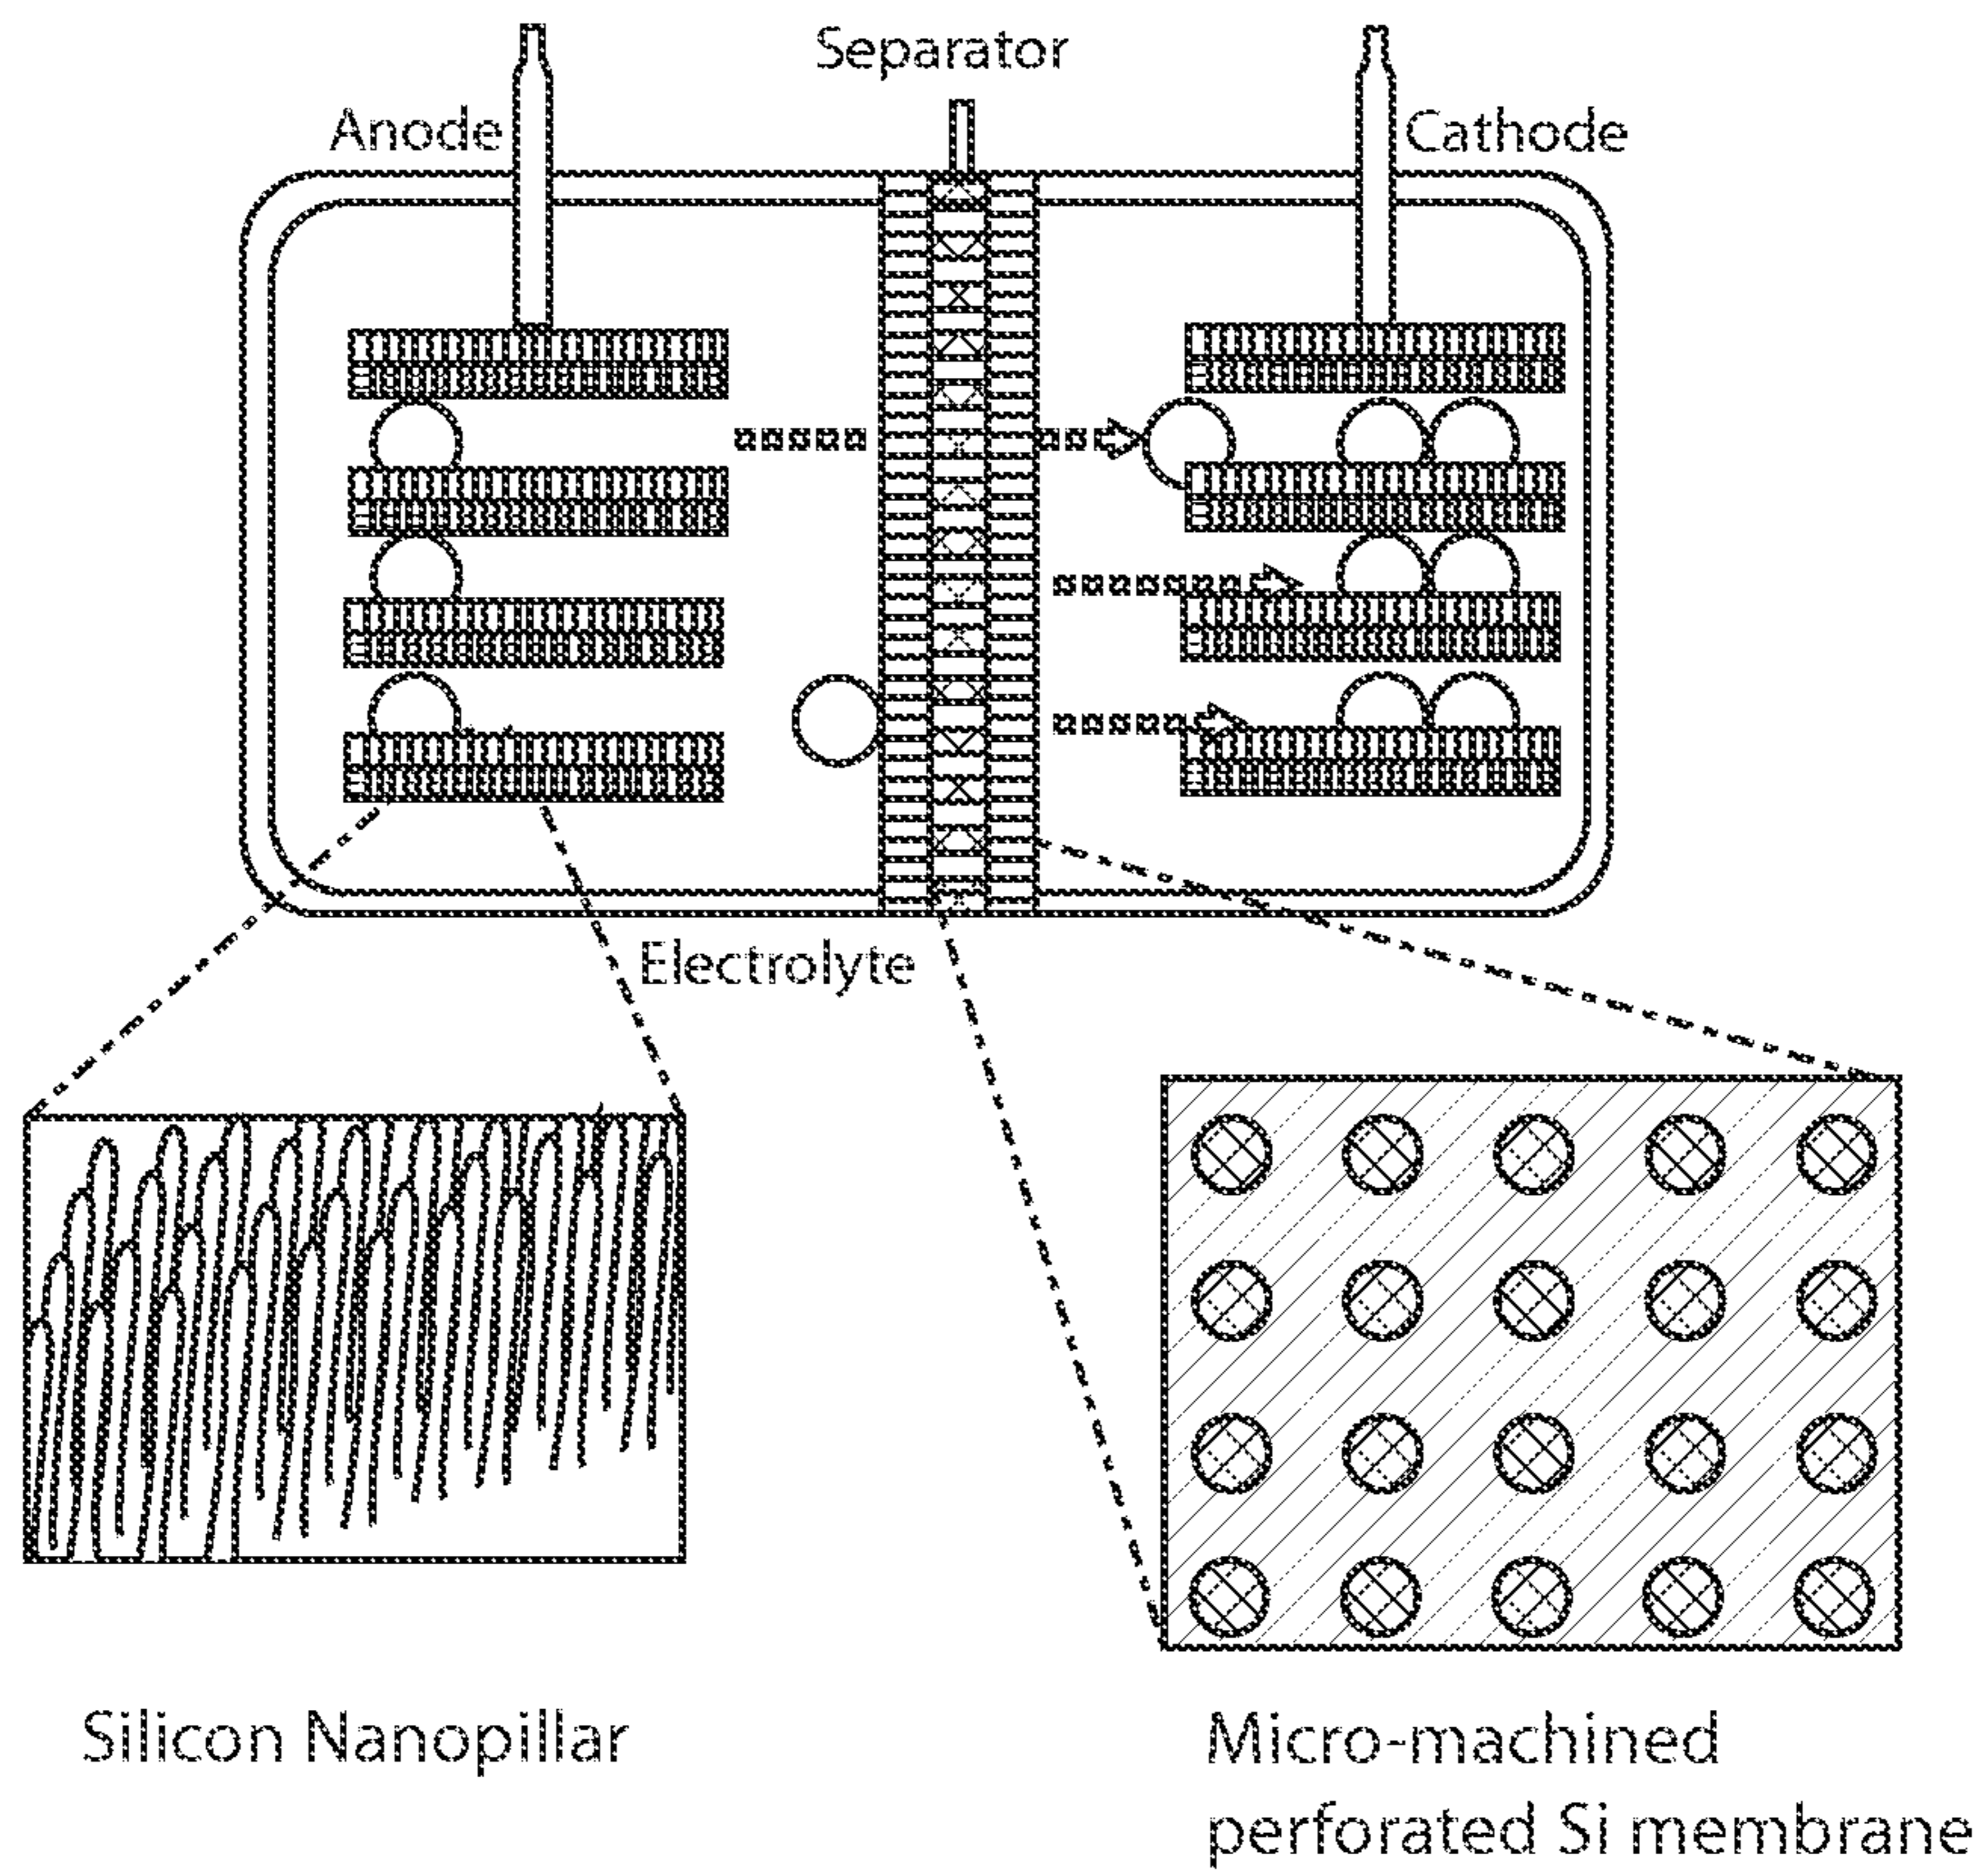 Separator
Anode
Cathode
Electrolyte
Silicon Nanopillar
Micro-machined
perforated Si membrane